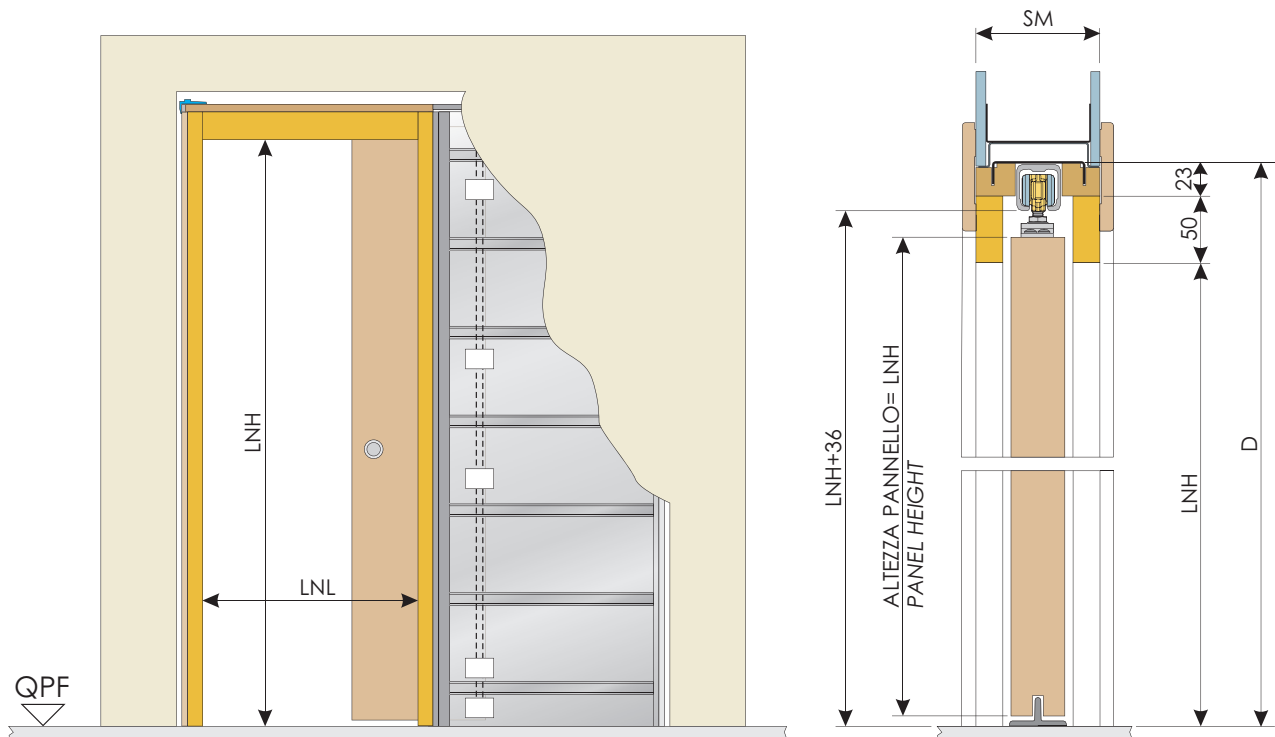 SM
23
50
LNH
LNH+36
ALTEZZA PANNELLO= LNH
PANEL HEIGHT
LNH
D
LNL
QPF